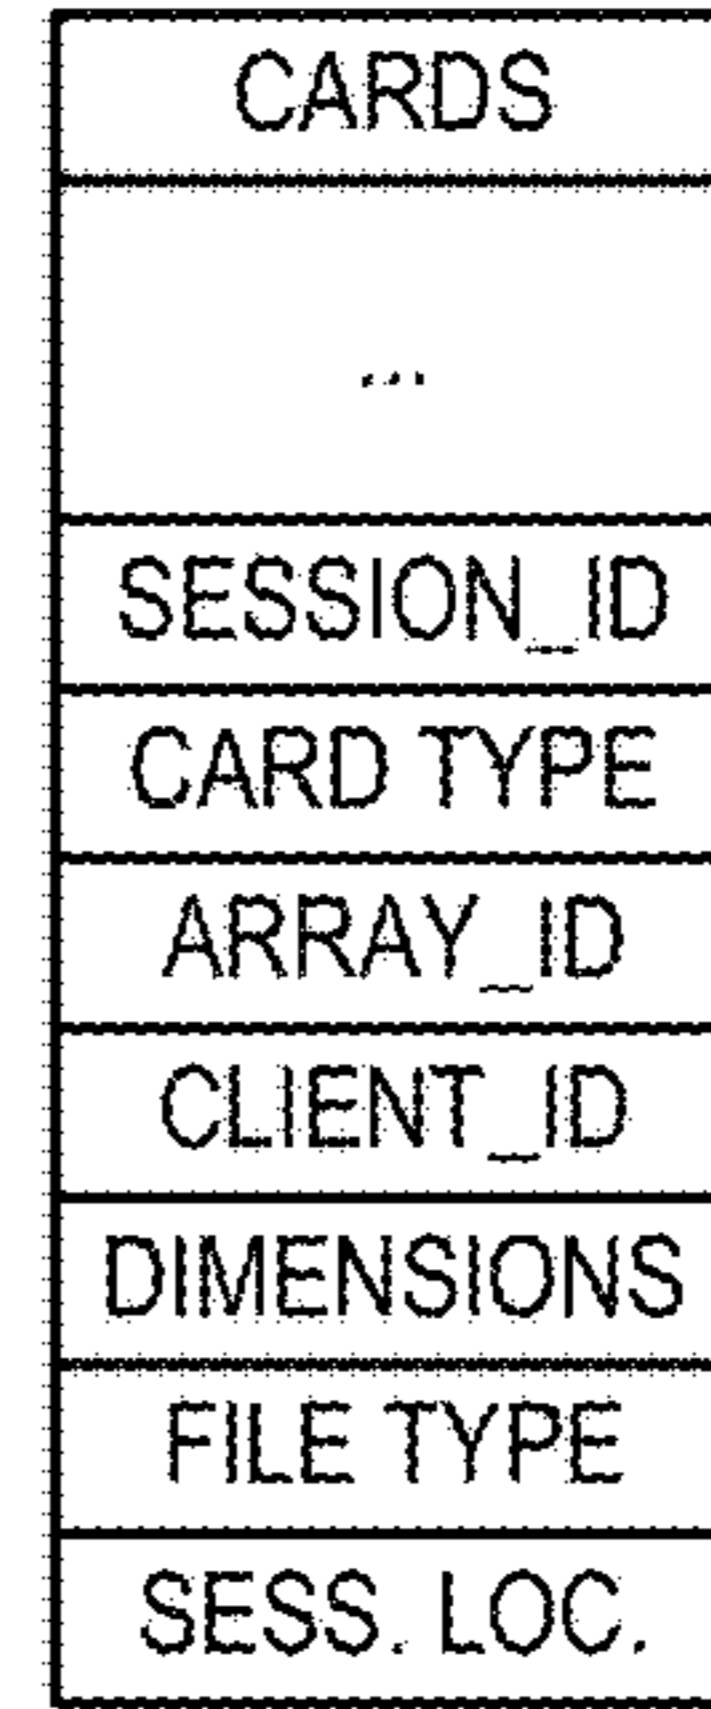 CARDS
...
SESSION_ID
CARD TYPE
ARRAY_ID
CLIENT_ID
DIMENSIONS
FILE TYPE
SESS. LOC.